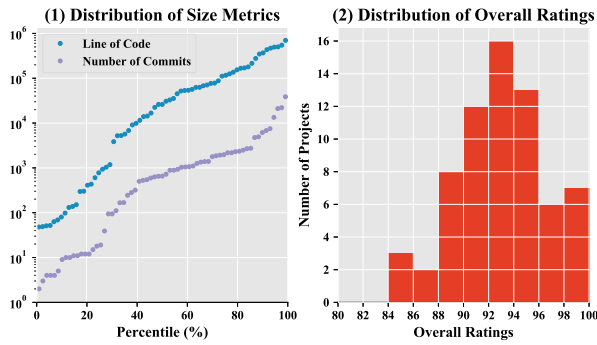 (1) Distribution of Size Metrics
Line of Code
Number of Commits
10^6
10^5
10^4
10^3
10^2
10^1
10^0
0 20 40 60 80 100
Percentile (%)
(2) Distribution of Overall Ratings
Number of Projects
16
14
12
10
8
6
4
2
0
80 82 84 86 88 90 92 94 96 98 100
Overall Ratings